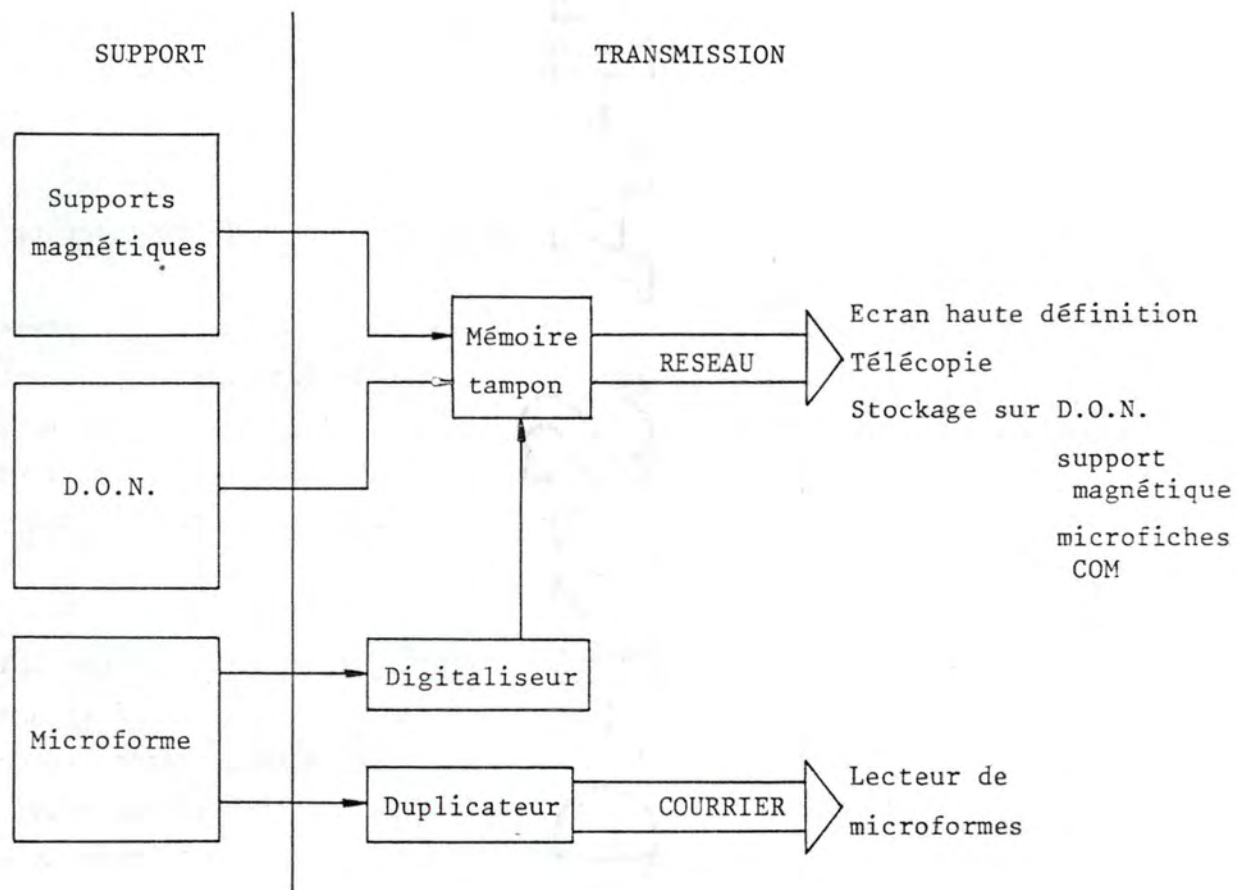 SUPPORT
TRANSMISSION
Supports
magnétiques
Mémoire
tampon
RESEAU
Ecran haute définition
Télécopie
Stockage sur D.O.N.
support
magnétique
microfiches
COM
D.O.N.
Digitaliseur
Microforme
Duplicateur
COURRIER
Lecteur de
microformes